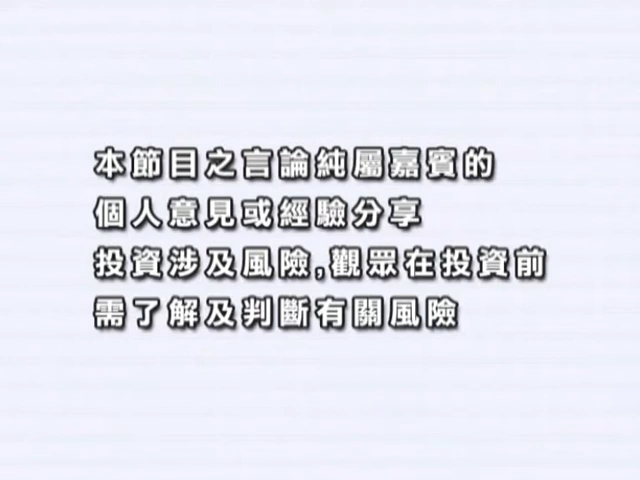 本節目之言論純屬嘉賓的
個人意見或經驗分享
投資涉及風險,觀眾在投資前
需了解及判斷有關風險